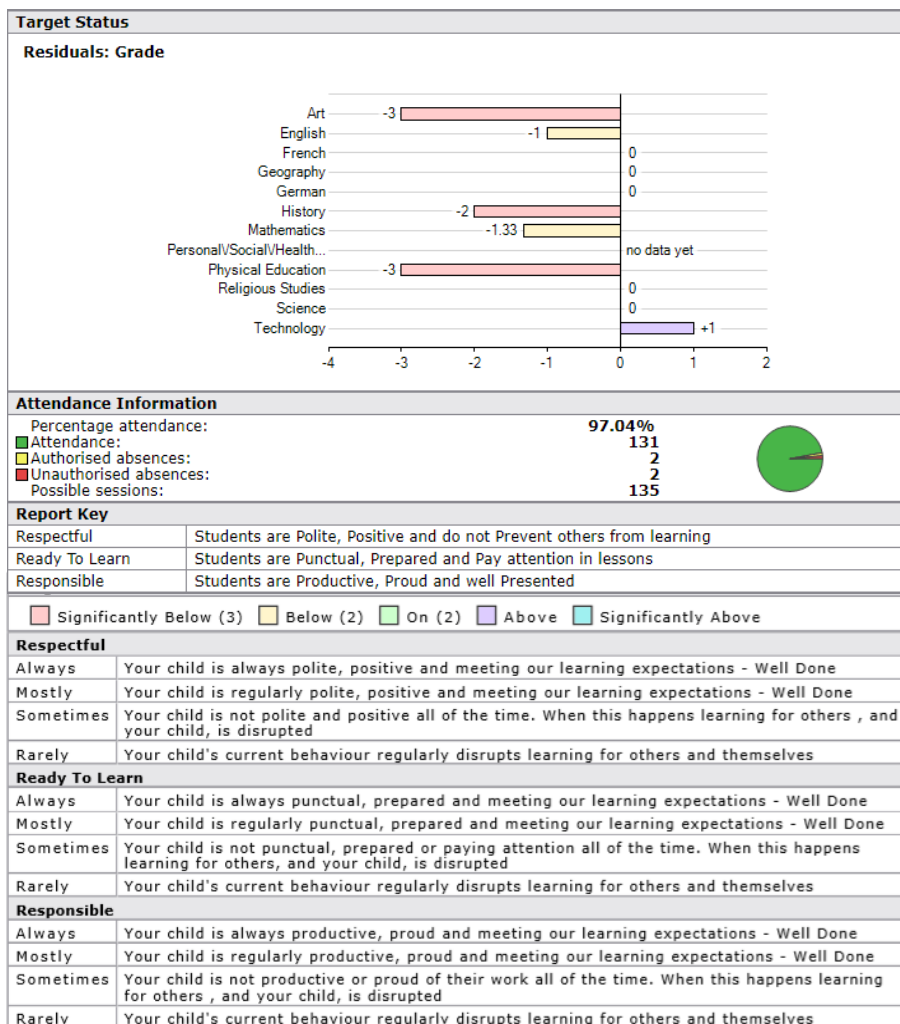 Target Status
Residuals: Grade
Art -3
English -1
French 0
Geography 0
German 0
History -2
Mathematics -1.33
Personal\/Social\/Health... no data yet
Physical Education -3
Religious Studies 0
Science 0
Technology +1
-4 -3 -2 -1 0 1 2
Attendance Information
Percentage attendance: 97.04%
Attendance: 131
Authorised absences: 2
Unauthorised absences: 2
Possible sessions: 135
Report Key
Respectful Students are Polite, Positive and do not Prevent others from learning
Ready To Learn Students are Punctual, Prepared and Pay attention in lessons
Responsible Students are Productive, Proud and well Presented
Significantly Below (3) Below (2) On (2) Above Significantly Above
Respectful
Always Your child is always polite, positive and meeting our learning expectations - Well Done
Mostly Your child is regularly polite, positive and meeting our learning expectations - Well Done
Sometimes Your child is not polite and positive all of the time. When this happens learning for others , and
your child, is disrupted
Rarely Your child's current behaviour regularly disrupts learning for others and themselves
Ready To Learn
Always Your child is always punctual, prepared and meeting our learning expectations - Well Done
Mostly Your child is regularly punctual, prepared and meeting our learning expectations - Well Done
Sometimes Your child is not punctual, prepared or paying attention all of the time. When this happens
learning for others, and your child, is disrupted
Rarely Your child's current behaviour regularly disrupts learning for others and themselves
Responsible
Always Your child is always productive, proud and meeting our learning expectations - Well Done
Mostly Your child is regularly productive, proud and meeting our learning expectations - Well Done
Sometimes Your child is not productive or proud of their work all of the time. When this happens learning
for others , and your child, is disrupted
Rarely Your child's current behaviour regularly disrupts learning for others and themselves